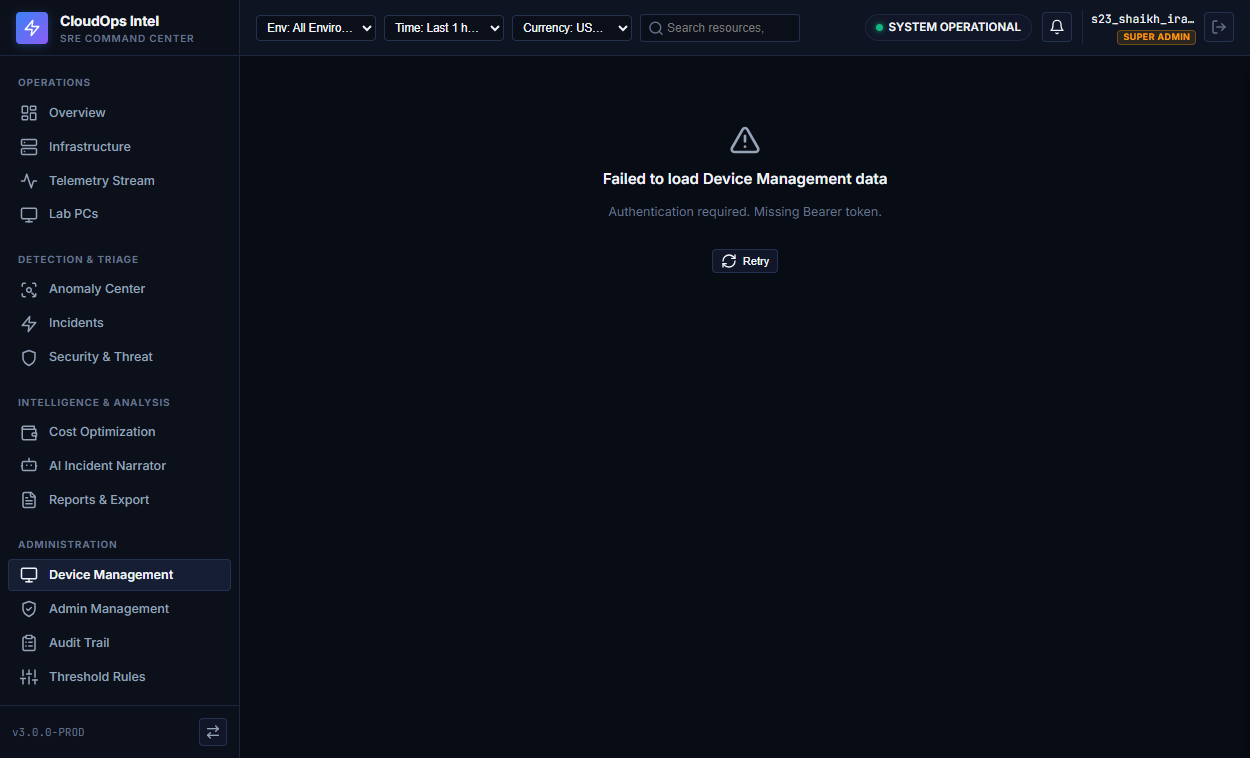 CloudOps Intel
SRE COMMAND CENTER
Env: All Enviro...
Time: Last 1 h...
Currency: US...
Search resources,
SYSTEM OPERATIONAL
s23_shaikh_ira...
SUPER ADMIN
OPERATIONS
Overview
Infrastructure
Telemetry Stream
Lab PCs
DETECTION & TRIAGE
Anomaly Center
Incidents
Security & Threat
INTELLIGENCE & ANALYSIS
Cost Optimization
AI Incident Narrator
Reports & Export
ADMINISTRATION
Device Management
Admin Management
Audit Trail
Threshold Rules
v3.0.0-PROD
Failed to load Device Management data
Authentication required. Missing Bearer token.
Retry